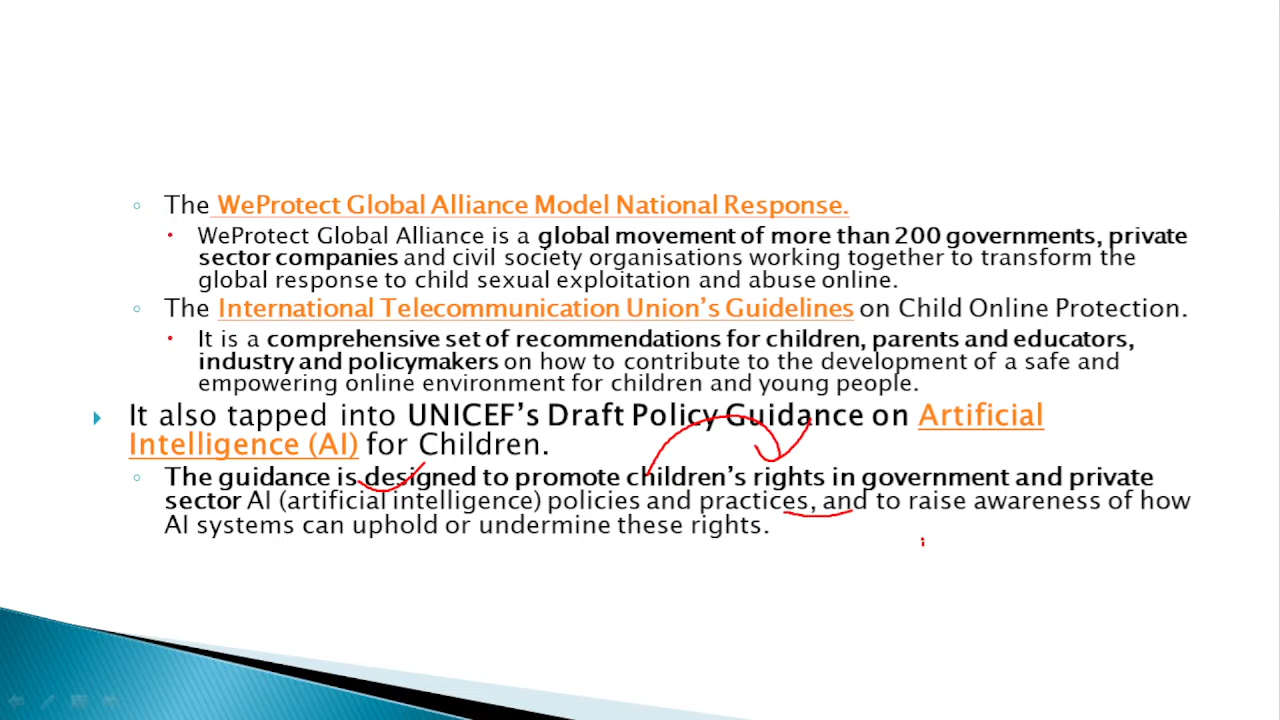 The WeProtect Global Alliance Model National Response.
WeProtect Global Alliance is a global movement of more than 200 governments, private
sector companies and civil society organisations working together to transform the
global response to child sexual exploitation and abuse online.
The International Telecommunication Union's Guidelines on Child Online Protection.
It is a comprehensive set of recommendations for children, parents and educators,
industry and policymakers on how to contribute to the development of a safe and
empowering online environment for children and young people.
It also tapped into UNICEF's Draft Policy Guidance on Artificial
Intelligence (AI) for Children.
The guidance is designed to promote children's rights in government and private
sector AI (artificial intelligence) policies and practices, and to raise awareness of how
AI systems can uphold or undermine these rights.